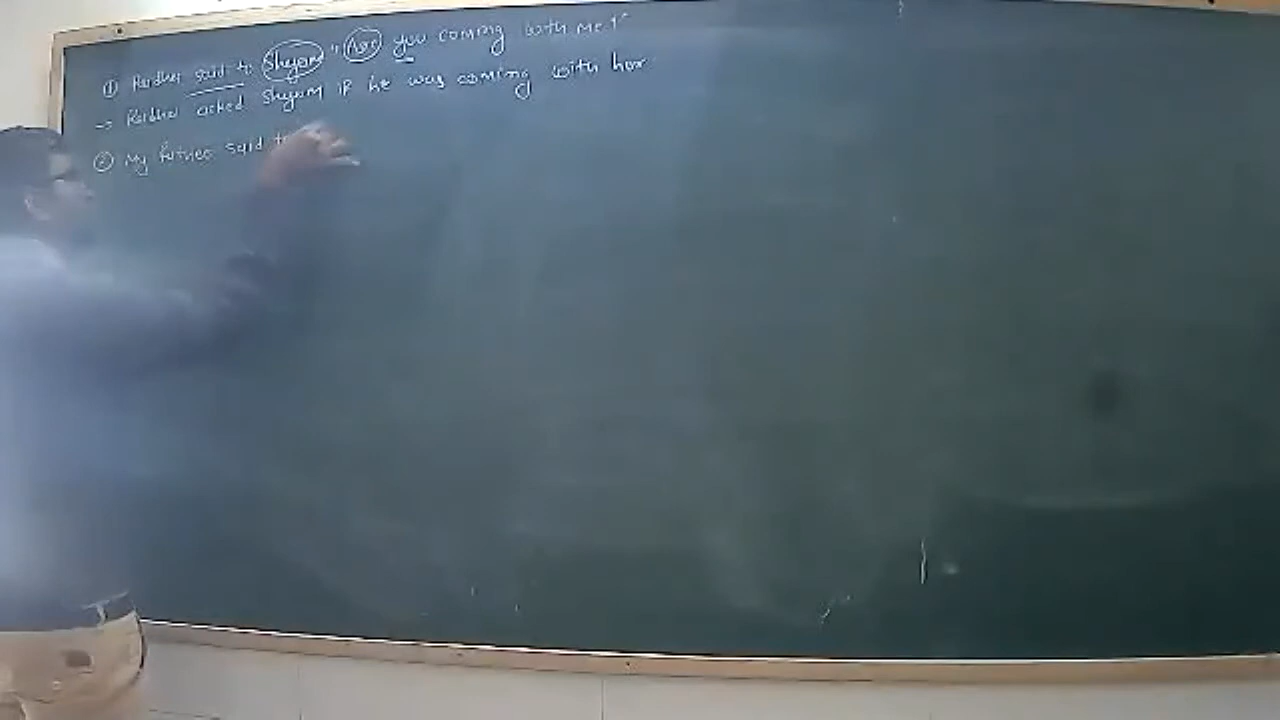 ① Radha said to Shyam "Are you coming with me?"
→ Radha asked Shyam if he was coming with her
② My father said to